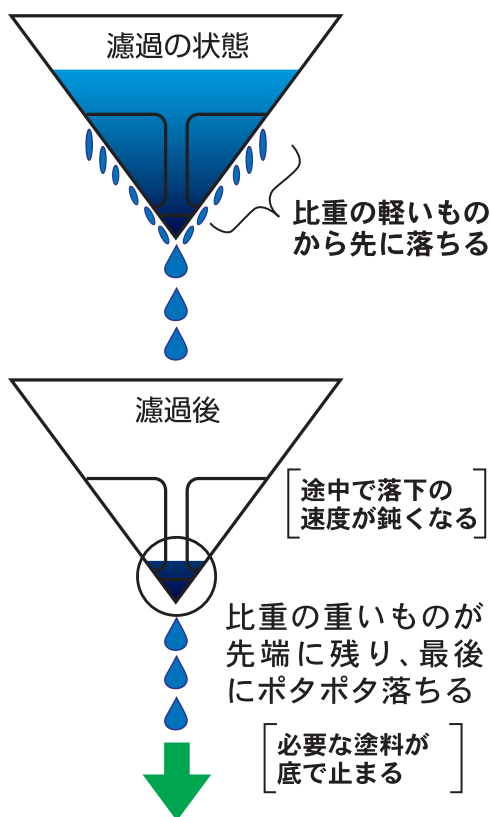 濾過の状態
比重の軽いもの
から先に落ちる
濾過後
途中で落下の
速度が鈍くなる
比重の重いものが
先端に残り、最後
にポタポタ落ちる
必要な塗料が
底で止まる